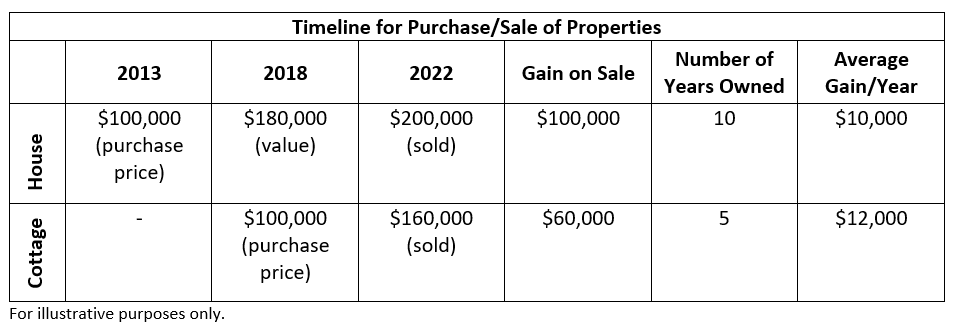 Timeline for Purchase/Sale of Properties
2013 2018 2022 Gain on Sale Number of Years Owned Average Gain/Year
House $100,000 (purchase price) $180,000 (value) $200,000 (sold) $100,000 10 $10,000
Cottage - $100,000 (purchase price) $160,000 (sold) $60,000 5 $12,000
For illustrative purposes only.